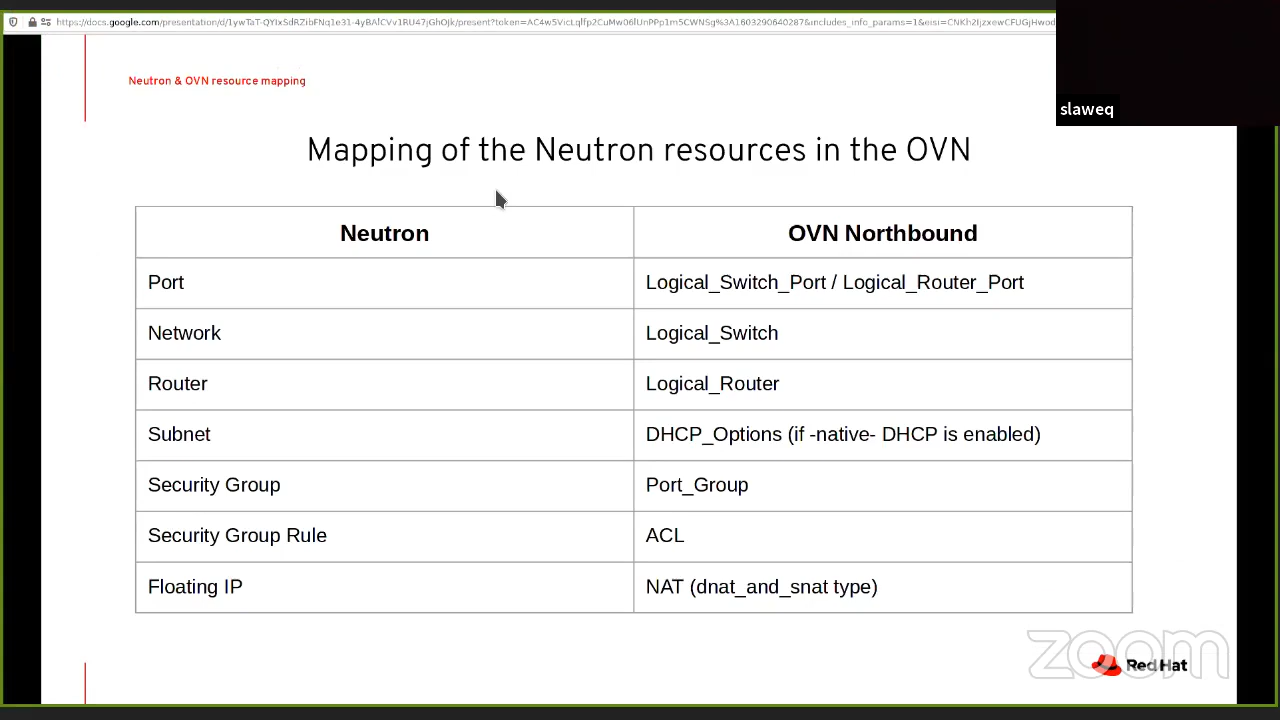 slaweq
Neutron & OVN resource mapping
Mapping of the Neutron resources in the OVN
Neutron OVN Northbound
Port Logical_Switch_Port / Logical_Router_Port
Network Logical_Switch
Router Logical_Router
Subnet DHCP_Options (if -native- DHCP is enabled)
Security Group Port_Group
Security Group Rule ACL
Floating IP NAT (dnat_and_snat type)
zoom
Red Hat